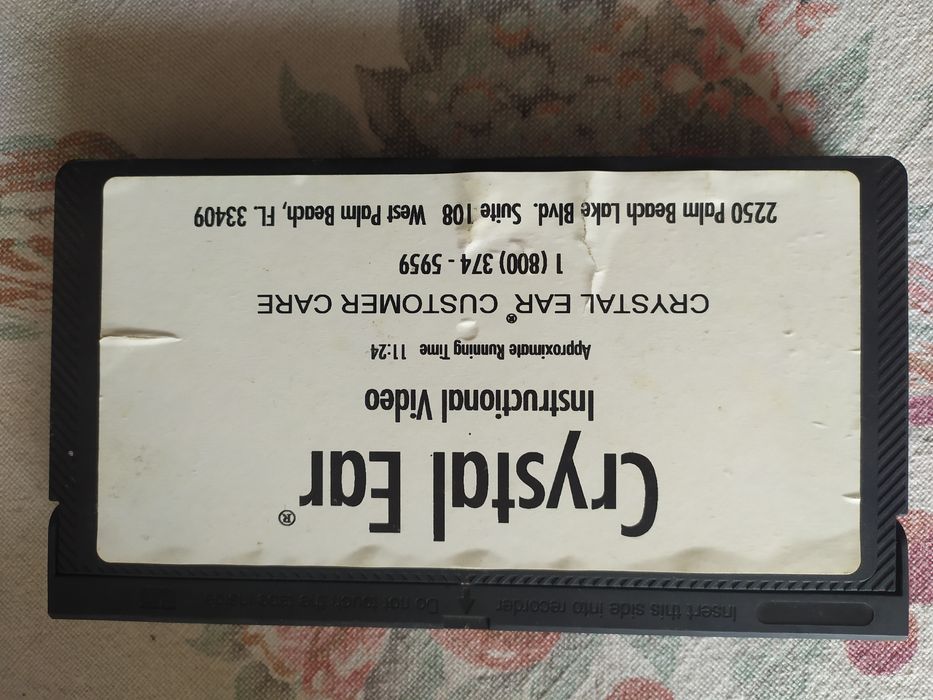 Insert this side into recorder Do not touch the tape inside
Crystal Ear®
Instructional Video
Approximate Running Time 11:24
CRYSTAL EAR® CUSTOMER CARE
1 (800) 374 - 5959
2250 Palm Beach Lake Blvd. Suite 108 West Palm Beach, FL. 33409